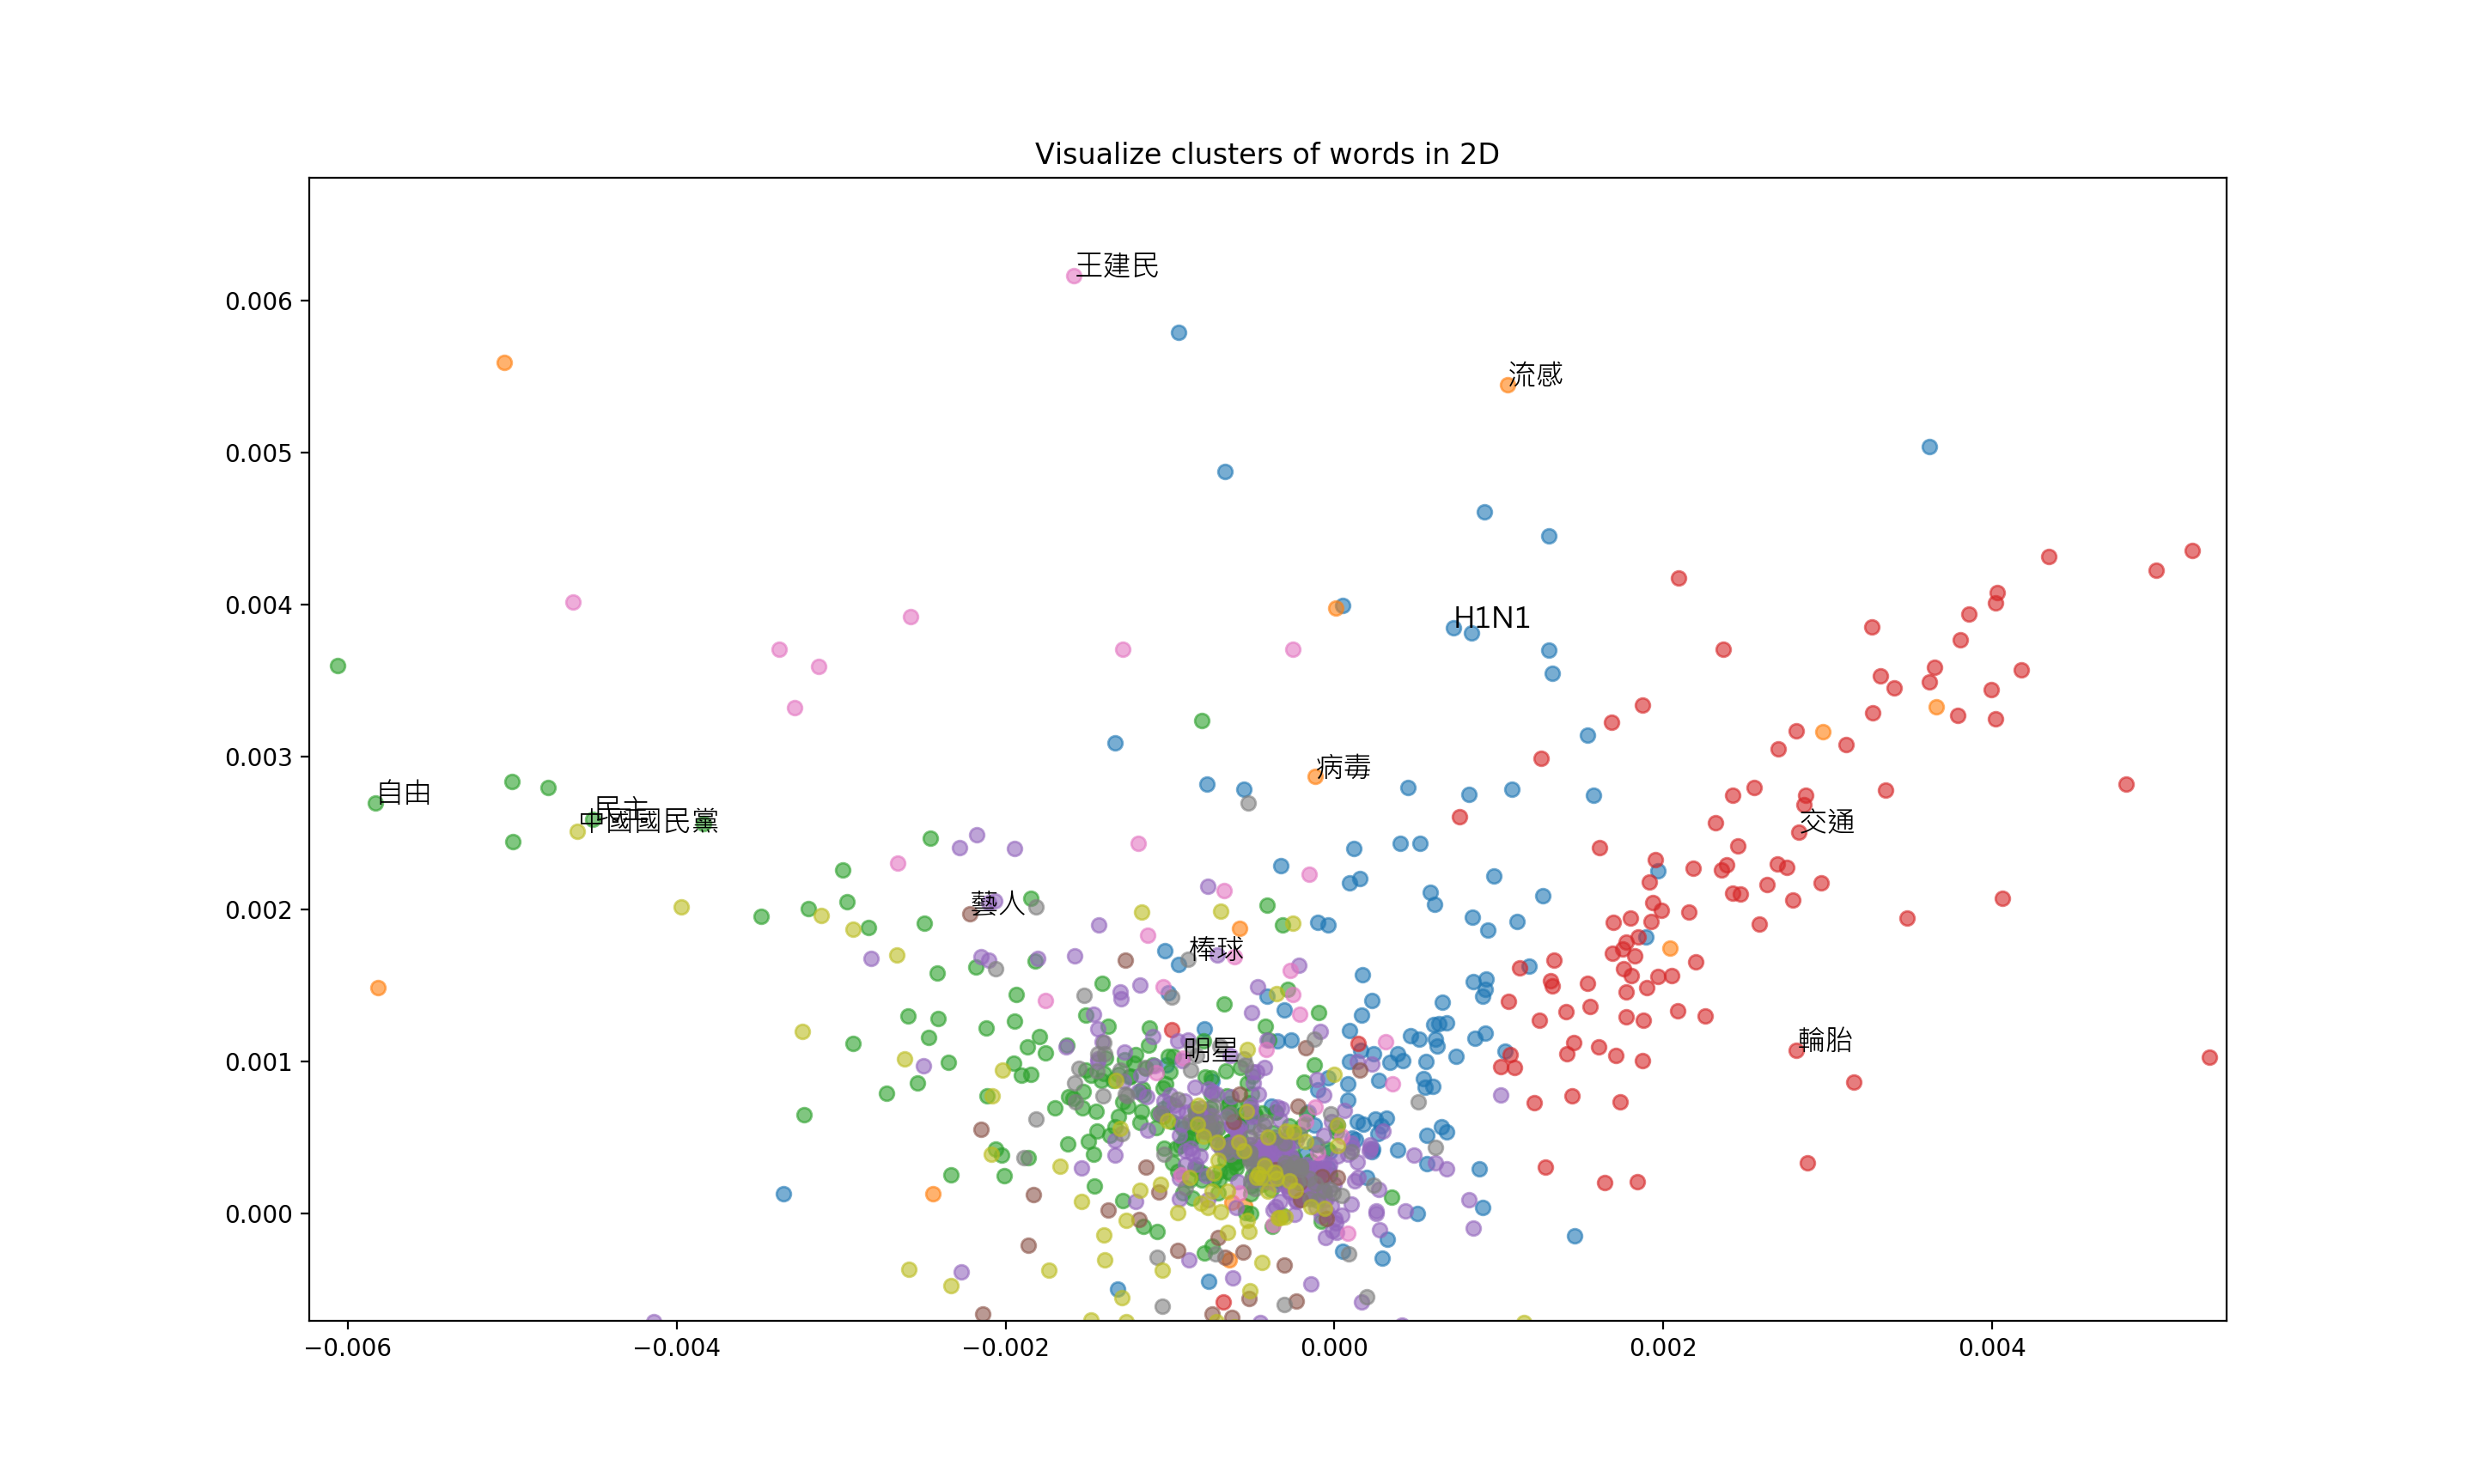 Visualize clusters of words in 2D
王建民
0.006
流感
0.005
0.004
H1N1
病毒
0.003
自由
民主
中國國民黨
交通
藝人
0.002
棒球
明星
輪胎
0.001
0.000
−0.006
−0.004
−0.002
0.000
0.002
0.004